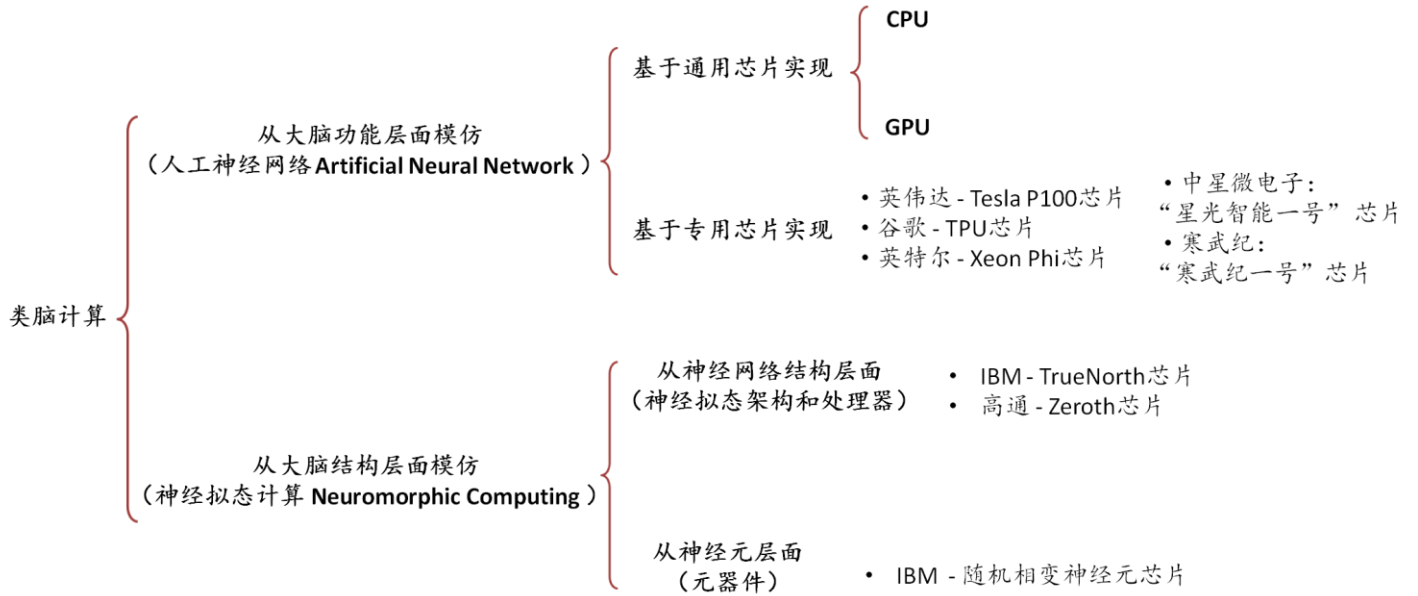 类脑计算
从大脑功能层面模仿
（人工神经网络Artificial Neural Network ）
基于通用芯片实现
CPU
GPU
基于专用芯片实现
• 英伟达 - Tesla P100芯片
• 谷歌 - TPU芯片
• 英特尔 - Xeon Phi芯片
• 中星微电子：
“星光智能一号”芯片
• 寒武纪：
“寒武纪一号”芯片
从大脑结构层面模仿
（神经拟态计算 Neuromorphic Computing ）
从神经网络结构层面
（神经拟态架构和处理器）
• IBM - TrueNorth芯片
• 高通 - Zeroth芯片
从神经元层面
（元器件）
• IBM - 随机相变神经元芯片